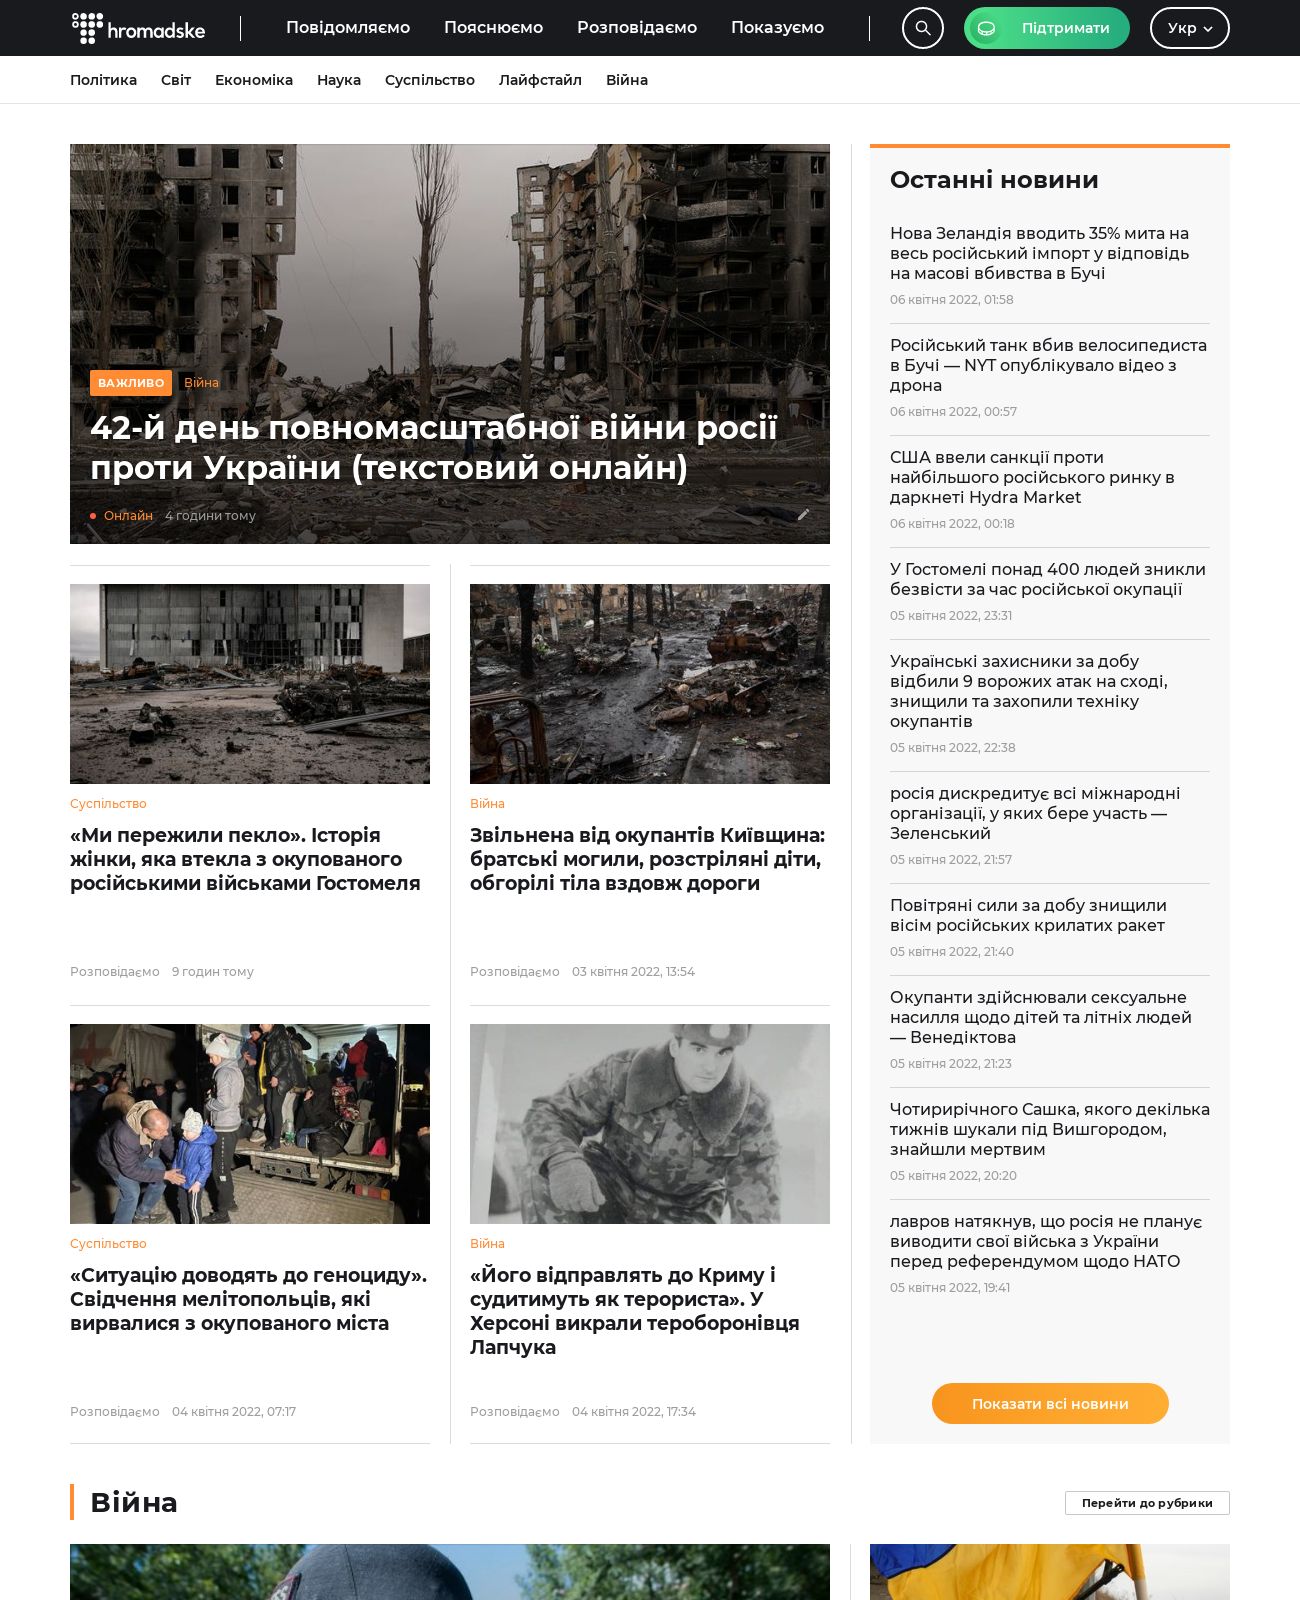 hromadske
Повідомляємо
Пояснюємо
Розповідаємо
Показуємо
Підтримати
Укр
Політика
Світ
Економіка
Наука
Суспільство
Лайфстайл
Війна
ВАЖЛИВО
Війна
42-й день повномасштабної війни росії
проти України (текстовий онлайн)
Онлайн 4 години тому
Суспільство
«Ми пережили пекло». Історія
жінки, яка втекла з окупованого
російськими військами Гостомеля
Розповідаємо 9 годин тому
Війна
Звільнена від окупантів Київщина:
братські могили, розстріляні діти,
обгорілі тіла вздовж дороги
Розповідаємо 03 квітня 2022, 13:54
Суспільство
«Ситуацію доводять до геноциду».
Свідчення мелітопольців, які
вирвалися з окупованого міста
Розповідаємо 04 квітня 2022, 07:17
Війна
«Його відправлять до Криму і
судитимуть як терориста». У
Херсоні викрали тероборонівця
Лапчука
Розповідаємо 04 квітня 2022, 17:34
Останні новини
Нова Зеландія вводить 35% мита на
весь російський імпорт у відповідь
на масові вбивства в Бучі
06 квітня 2022, 01:58
Російський танк вбив велосипедиста
в Бучі — NYT опублікувало відео з
дрона
06 квітня 2022, 00:57
США ввели санкції проти
найбільшого російського ринку в
даркнеті Hydra Market
06 квітня 2022, 00:18
У Гостомелі понад 400 людей зникли
безвісти за час російської окупації
05 квітня 2022, 23:31
Українські захисники за добу
відбили 9 ворожих атак на сході,
знищили та захопили техніку
окупантів
05 квітня 2022, 22:38
росія дискредитує всі міжнародні
організації, у яких бере участь —
Зеленський
05 квітня 2022, 21:57
Повітряні сили за добу знищили
вісім російських крилатих ракет
05 квітня 2022, 21:40
Окупанти здійснювали сексуальне
насилля щодо дітей та літніх людей
— Венедіктова
05 квітня 2022, 21:23
Чотирирічного Сашка, якого декілька
тижнів шукали під Вишгородом,
знайшли мертвим
05 квітня 2022, 20:20
лавров натякнув, що росія не планує
виводити свої війська з України
перед референдумом щодо НАТО
05 квітня 2022, 19:41
Показати всі новини
Війна
Перейти до рубрики